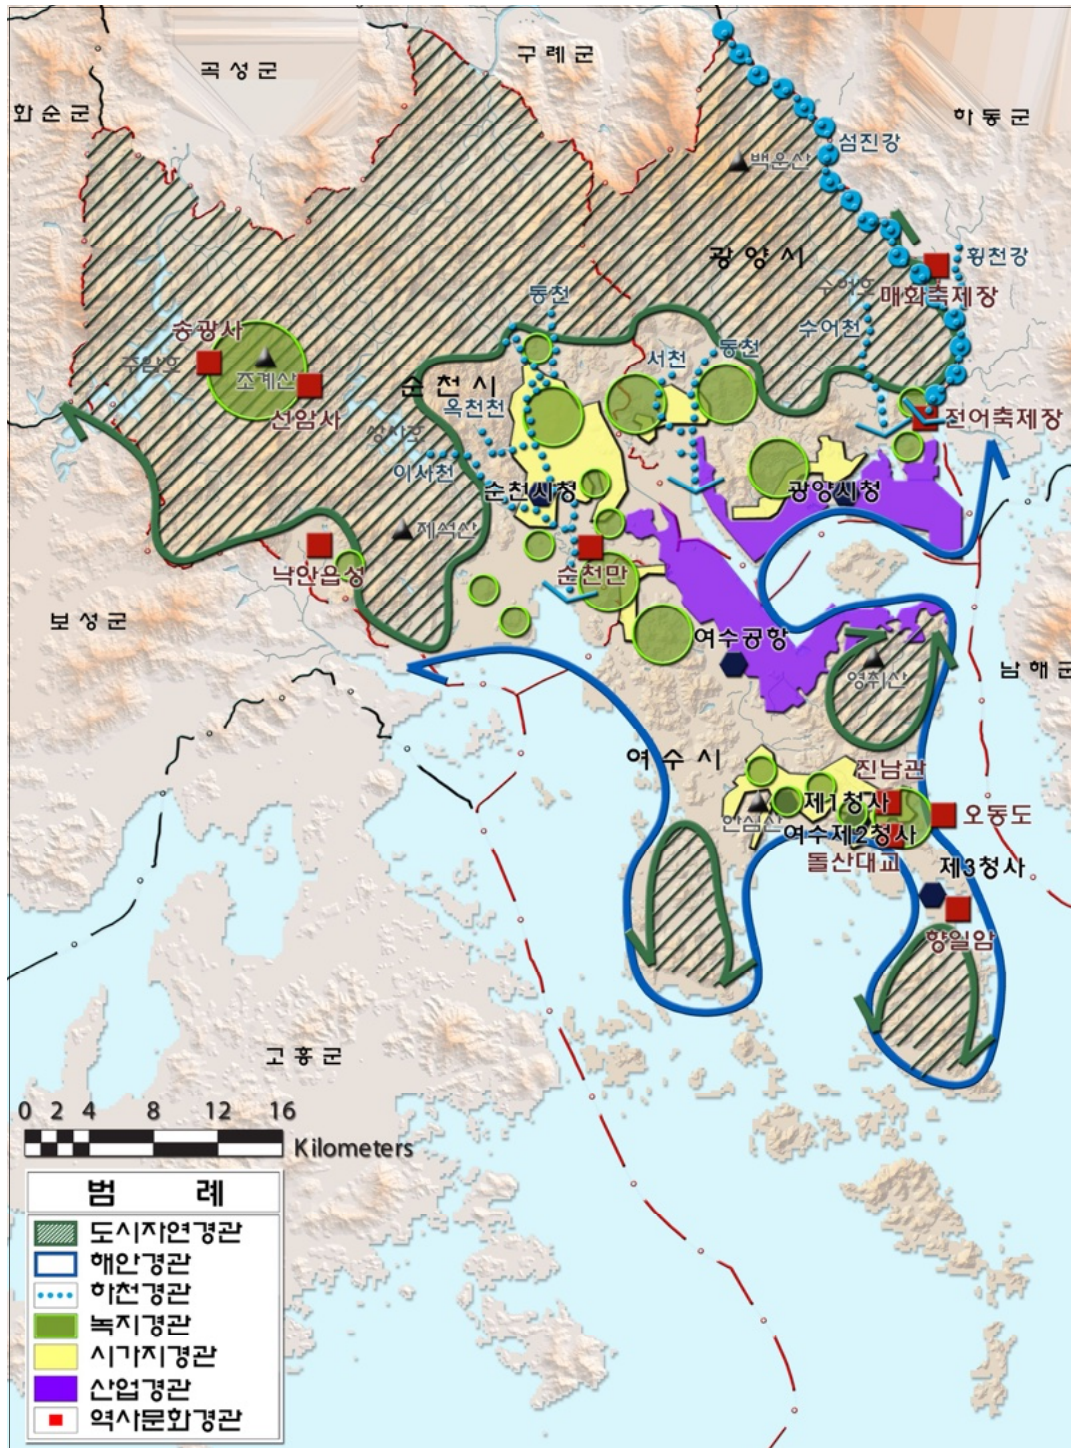 구례군
곡성군
화순군
하동군
섬진강
백운산
광양시
횡천강
매화축제장
동천
수어천
송광사
주암호
조계산
선암사
순천시
서천
동천
옥천천
전어축제장
상사호
이사천
순천시청
광양시청
제석산
낙안읍성
순천만
보성군
여수공항
영취산
남해군
여수시
진남관
제1청사
안심산
오동도
여수제2청사
돌산대교
제3청사
향일암
고흥군
0 2 4 8 12 16
Kilometers
범 례
도시자연경관
해안경관
하천경관
녹지경관
시가지경관
산업경관
역사문화경관